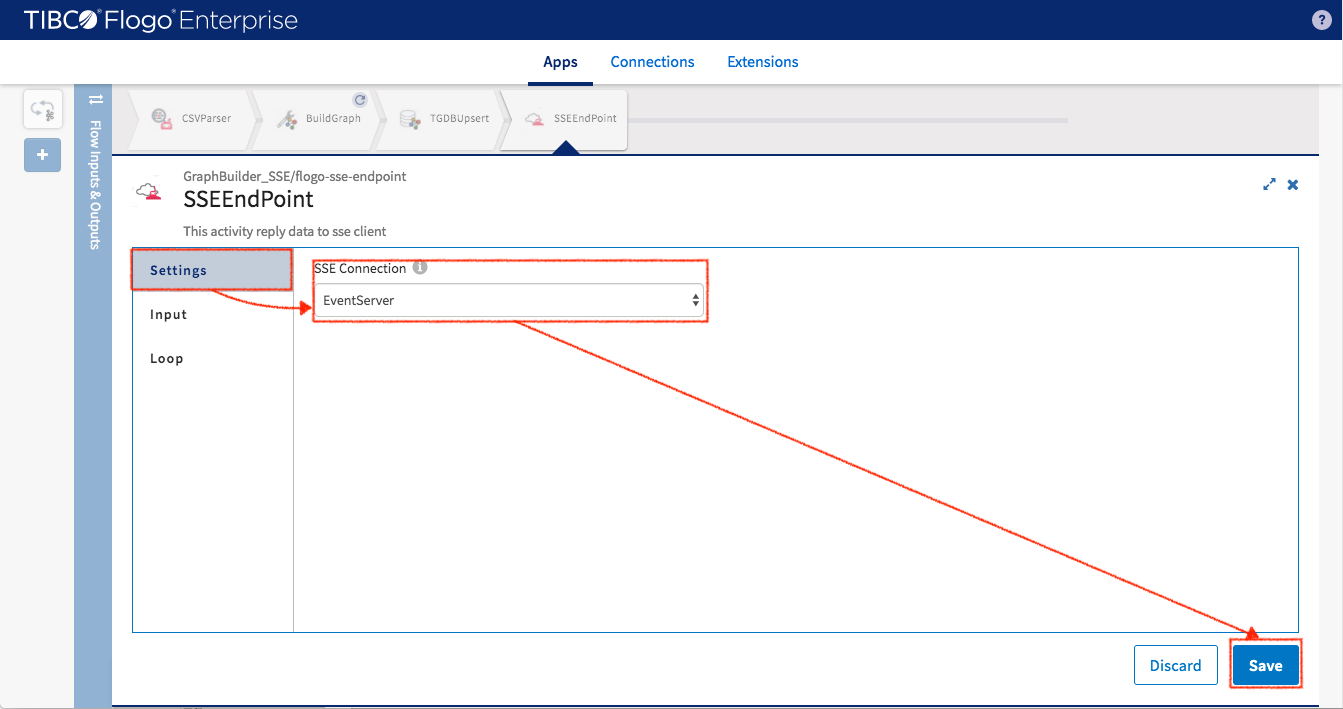 TIBCO® Flogo® Enterprise
?
Apps Connections Extensions
Flow Inputs & Outputs
CSVParser BuildGraph TGDBUpsert SSEEndPoint
GraphBuilder_SSE/flogo-sse-endpoint
SSEEndPoint
This activity reply data to sse client
Settings
Input
Loop
SSE Connection
EventServer
Discard Save